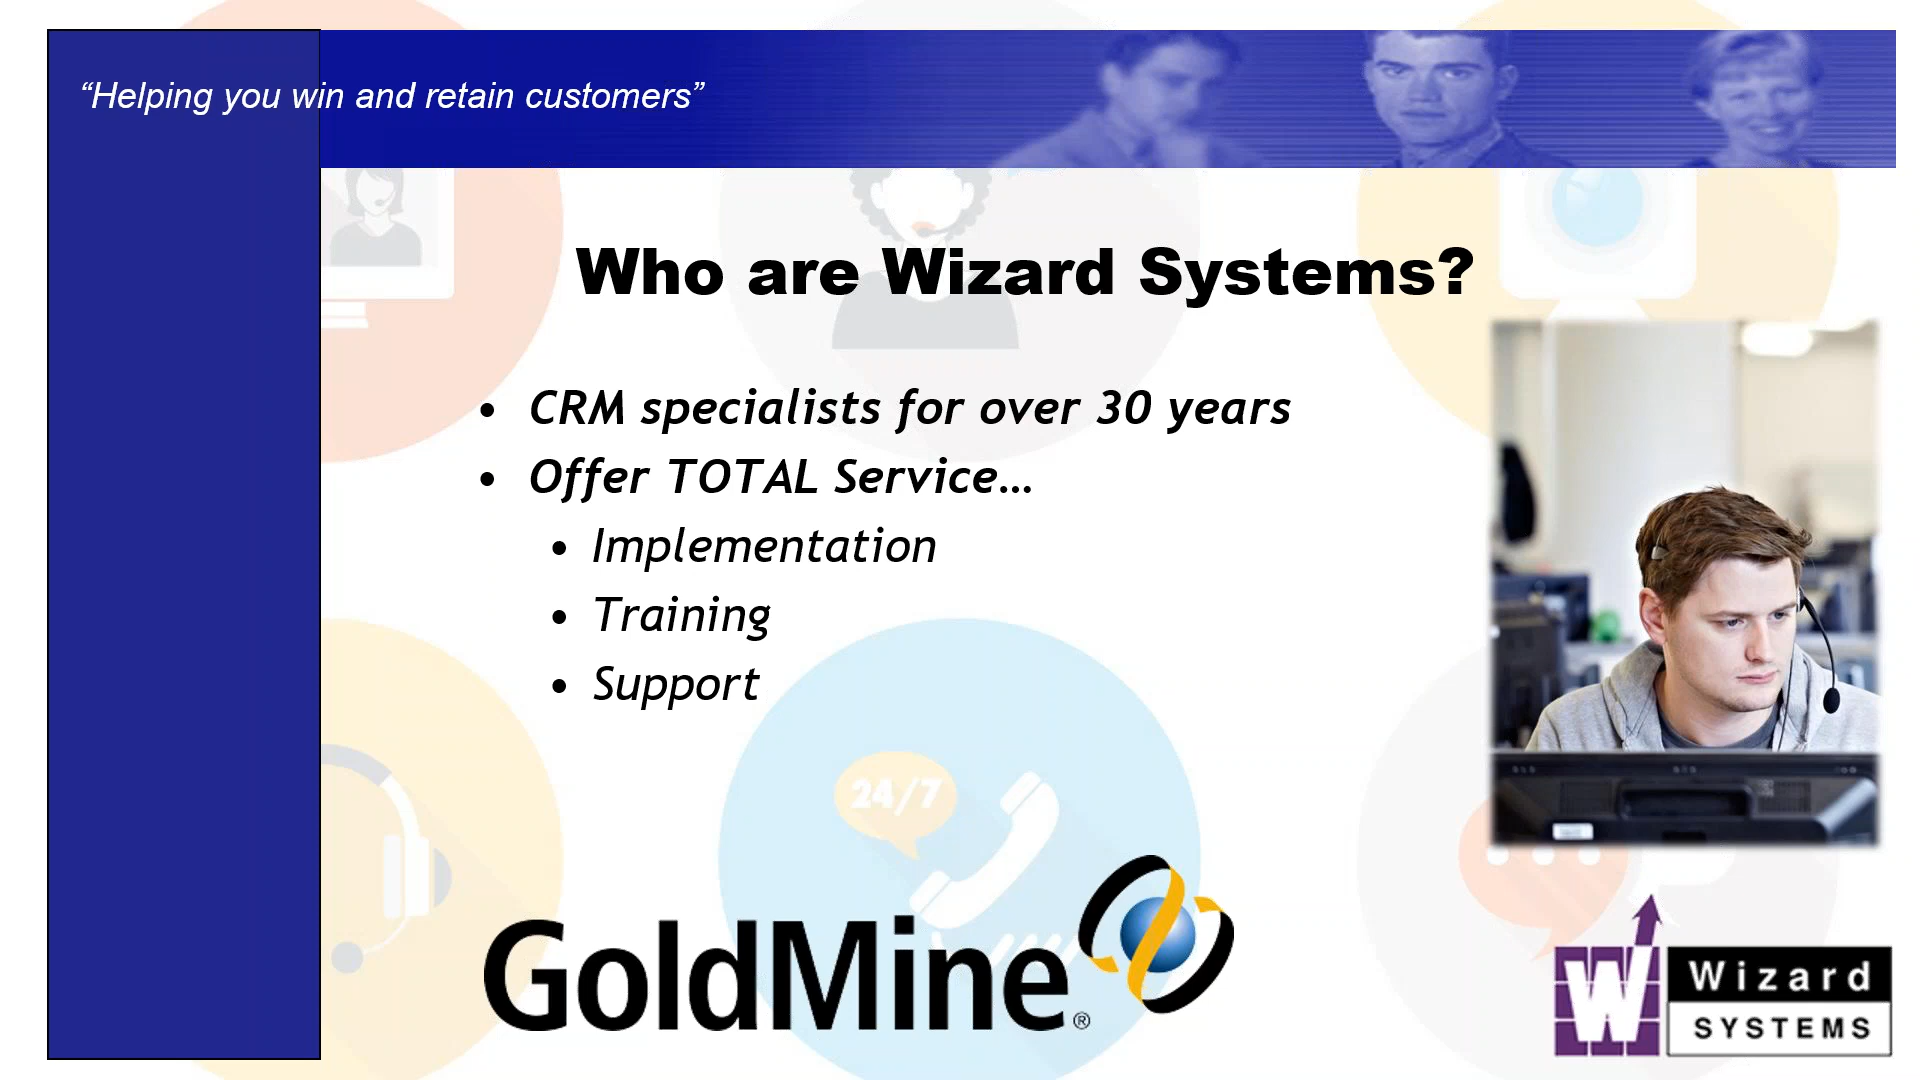 “Helping you win and retain customers”
Who are Wizard Systems?
• CRM specialists for over 30 years
• Offer TOTAL Service…
• Implementation
• Training
• Support
24/7
GoldMine®
W Wizard
SYSTEMS